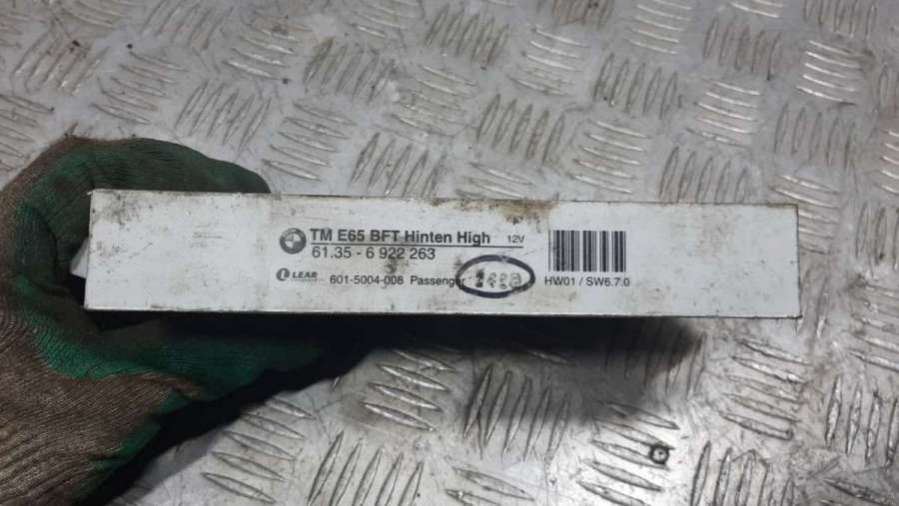 TM E65 BFT Hinten High 12V
61.35 - 6 922 263
LEAR 601-5004-008 Passenger HW01 / SW6.7.0